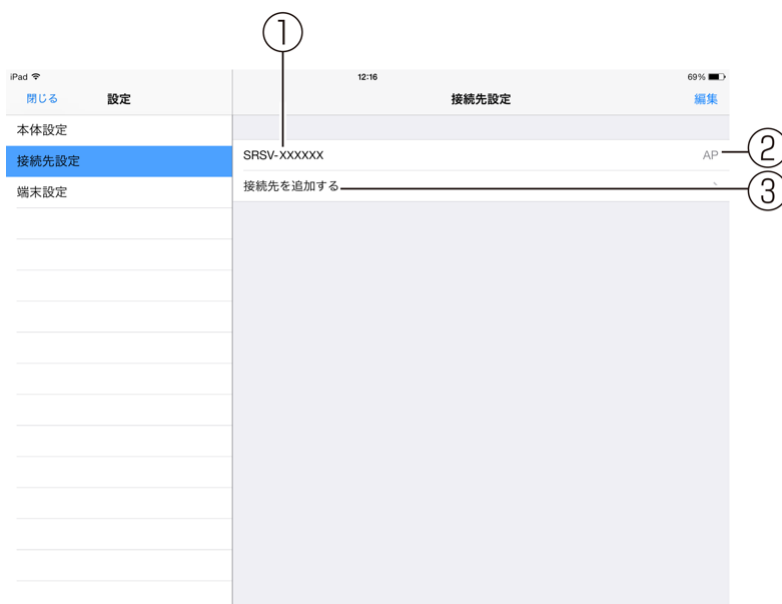 ①
iPad 12:16 69%
閉じる 設定 接続先設定 編集
本体設定
接続先設定
端末設定
SRSV-XXXXXX AP ②
接続先を追加する ③